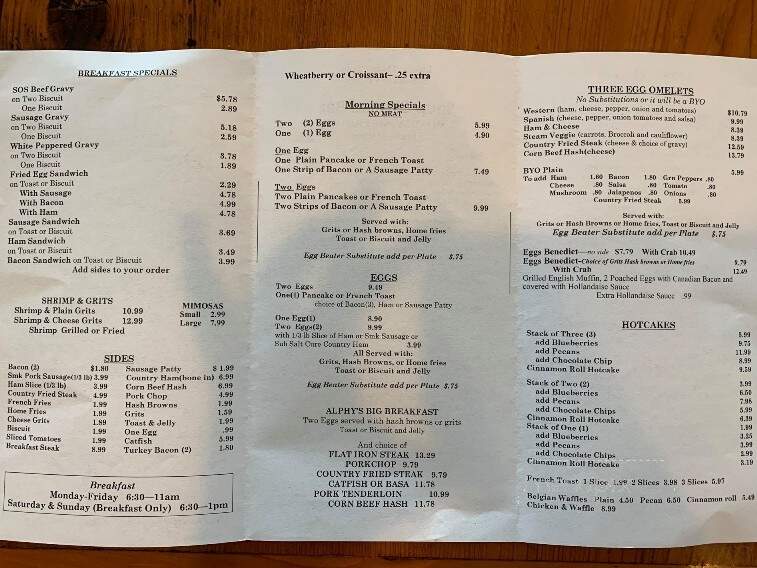 BREAKFAST SPECIALS
SOS Beef Gravy
on Two Biscuit $5.78
One Biscuit 2.89
Sausage Gravy
on Two Biscuit 5.18
One Biscuit 2.59
White Peppered Gravy
on Two Biscuit 3.78
One Biscuit 1.89
Fried Egg Sandwich
on Toast or Biscuit 2.29
With Sausage 4.78
With Bacon 4.99
With Ham 4.78
Sausage Sandwich
on Toast or Biscuit 3.69
Ham Sandwich
on Toast or Biscuit 3.49
Bacon Sandwich on Toast or Biscuit 3.99
Add sides to your order
SHRIMP & GRITS
Shrimp & Plain Grits 10.99
Shrimp & Cheese Grits 12.99
Shrimp Grilled or Fried
MIMOSAS
Small 2.99
Large 7.99
SIDES
Bacon (2) $1.80
Smk Pork Sausage(1/3 lb) 3.99
Ham Slice (1/3 lb) 3.99
Country Fried Steak 4.99
French Fries 1.99
Home Fries 1.99
Cheese Grits 1.89
Biscuit .99
Sliced Tomatoes 1.99
Breakfast Steak 8.99
Sausage Patty $ 1.99
Country Ham(bone in) 6.99
Corn Beef Hash 6.99
Pork Chop 4.99
Hash Browns 1.99
Grits 1.59
Toast & Jelly 1.99
One Egg .99
Catfish 5.99
Turkey Bacon (2) 1.80
Breakfast
Monday-Friday 6:30—11am
Saturday & Sunday (Breakfast Only) 6:30—1pm
Wheatberry or Croissant– .25 extra
Morning Specials
NO MEAT
Two (2) Eggs 5.99
One (1) Egg 4.90
One Egg
One Plain Pancake or French Toast
One Strip of Bacon or A Sausage Patty 7.49
Two Eggs
Two Plain Pancakes or French Toast
Two Strips of Bacon or A Sausage Patty 9.99
Served with:
Grits or Hash browns, Home fries
Toast or Biscuit and Jelly
Egg Beater Substitute add per Plate $.75
EGGS
Two Eggs 9.49
One(1) Pancake or French Toast
choice of Bacon(2), Ham or Sausage Patty
One Egg(1) 8.90
Two Eggs(2) 9.99
with 1/3 lb Slice of Ham or Smk Sausage or
Sub Salt Cure Country Ham 3.99
All Served with:
Grits, Hash Browns, or Home fries
Toast or Biscuit and Jelly
Egg Beater Substitute add per Plate $.75
ALPHY'S BIG BREAKFAST
Two Eggs served with hash browns or grits
Toast or Biscuit and Jelly
And choice of
FLAT IRON STEAK 13.29
PORKCHOP 9.79
COUNTRY FRIED STEAK 9.79
CATFISH OR BASA 11.78
PORK TENDERLOIN 10.99
CORN BEEF HASH 11.78
THREE EGG OMELETS
No Substitutions or it will be a BYO
Western (ham, cheese, pepper, onion and tomatoes) $10.79
Spanish (cheese, pepper, onion tomatoes and salsa) 9.99
Ham & Cheese 8.39
Steam Veggie (carrots, Broccoli and cauliflower) 8.39
Country Fried Steak (cheese & choice of gravy) 12.59
Corn Beef Hash(cheese) 13.79
BYO Plain 5.99
To add Ham 1.80 Bacon 1.80 Grn Peppers .80
Cheese .80 Salsa .80 Tomato .80
Mushroom .80 Jalapenos .80 Onions .80
Country Fried Steak 5.99
Served with:
Grits or Hash Browns or Home fries, Toast or Biscuit and Jelly
Egg Beater Substitute add per Plate $.75
Eggs Benedict—no side $7.79 With Crab 10.49
Eggs Benedict-Choice of Grits Hash browns or Home fries 9.79
With Crab 12.49
Grilled English Muffin, 2 Poached Eggs with Canadian Bacon and
covered with Hollandaise Sauce
Extra Hollandaise Sauce .99
HOTCAKES
Stack of Three (3) 5.99
add Blueberries 9.75
add Pecans 11.99
add Chocolate Chip 8.99
Cinnamon Roll Hotcake 9.59
Stack of Two (2) 3.99
add Blueberries 6.50
add Pecans 7.98
add Chocolate Chips 5.99
Cinnamon Roll Hotcake 6.39
Stack of One (1) 1.99
add Blueberries 3.25
add Pecans 3.99
add Chocolate Chips 2.99
Cinnamon Roll Hotcake 3.19
French Toast 1 Slice 1.99 2 Slices 3.98 3 Slices 5.97
Belgian Waffles Plain 4.50 Pecan 6.50 Cinnamon roll 5.49
Chicken & Waffle 8.99